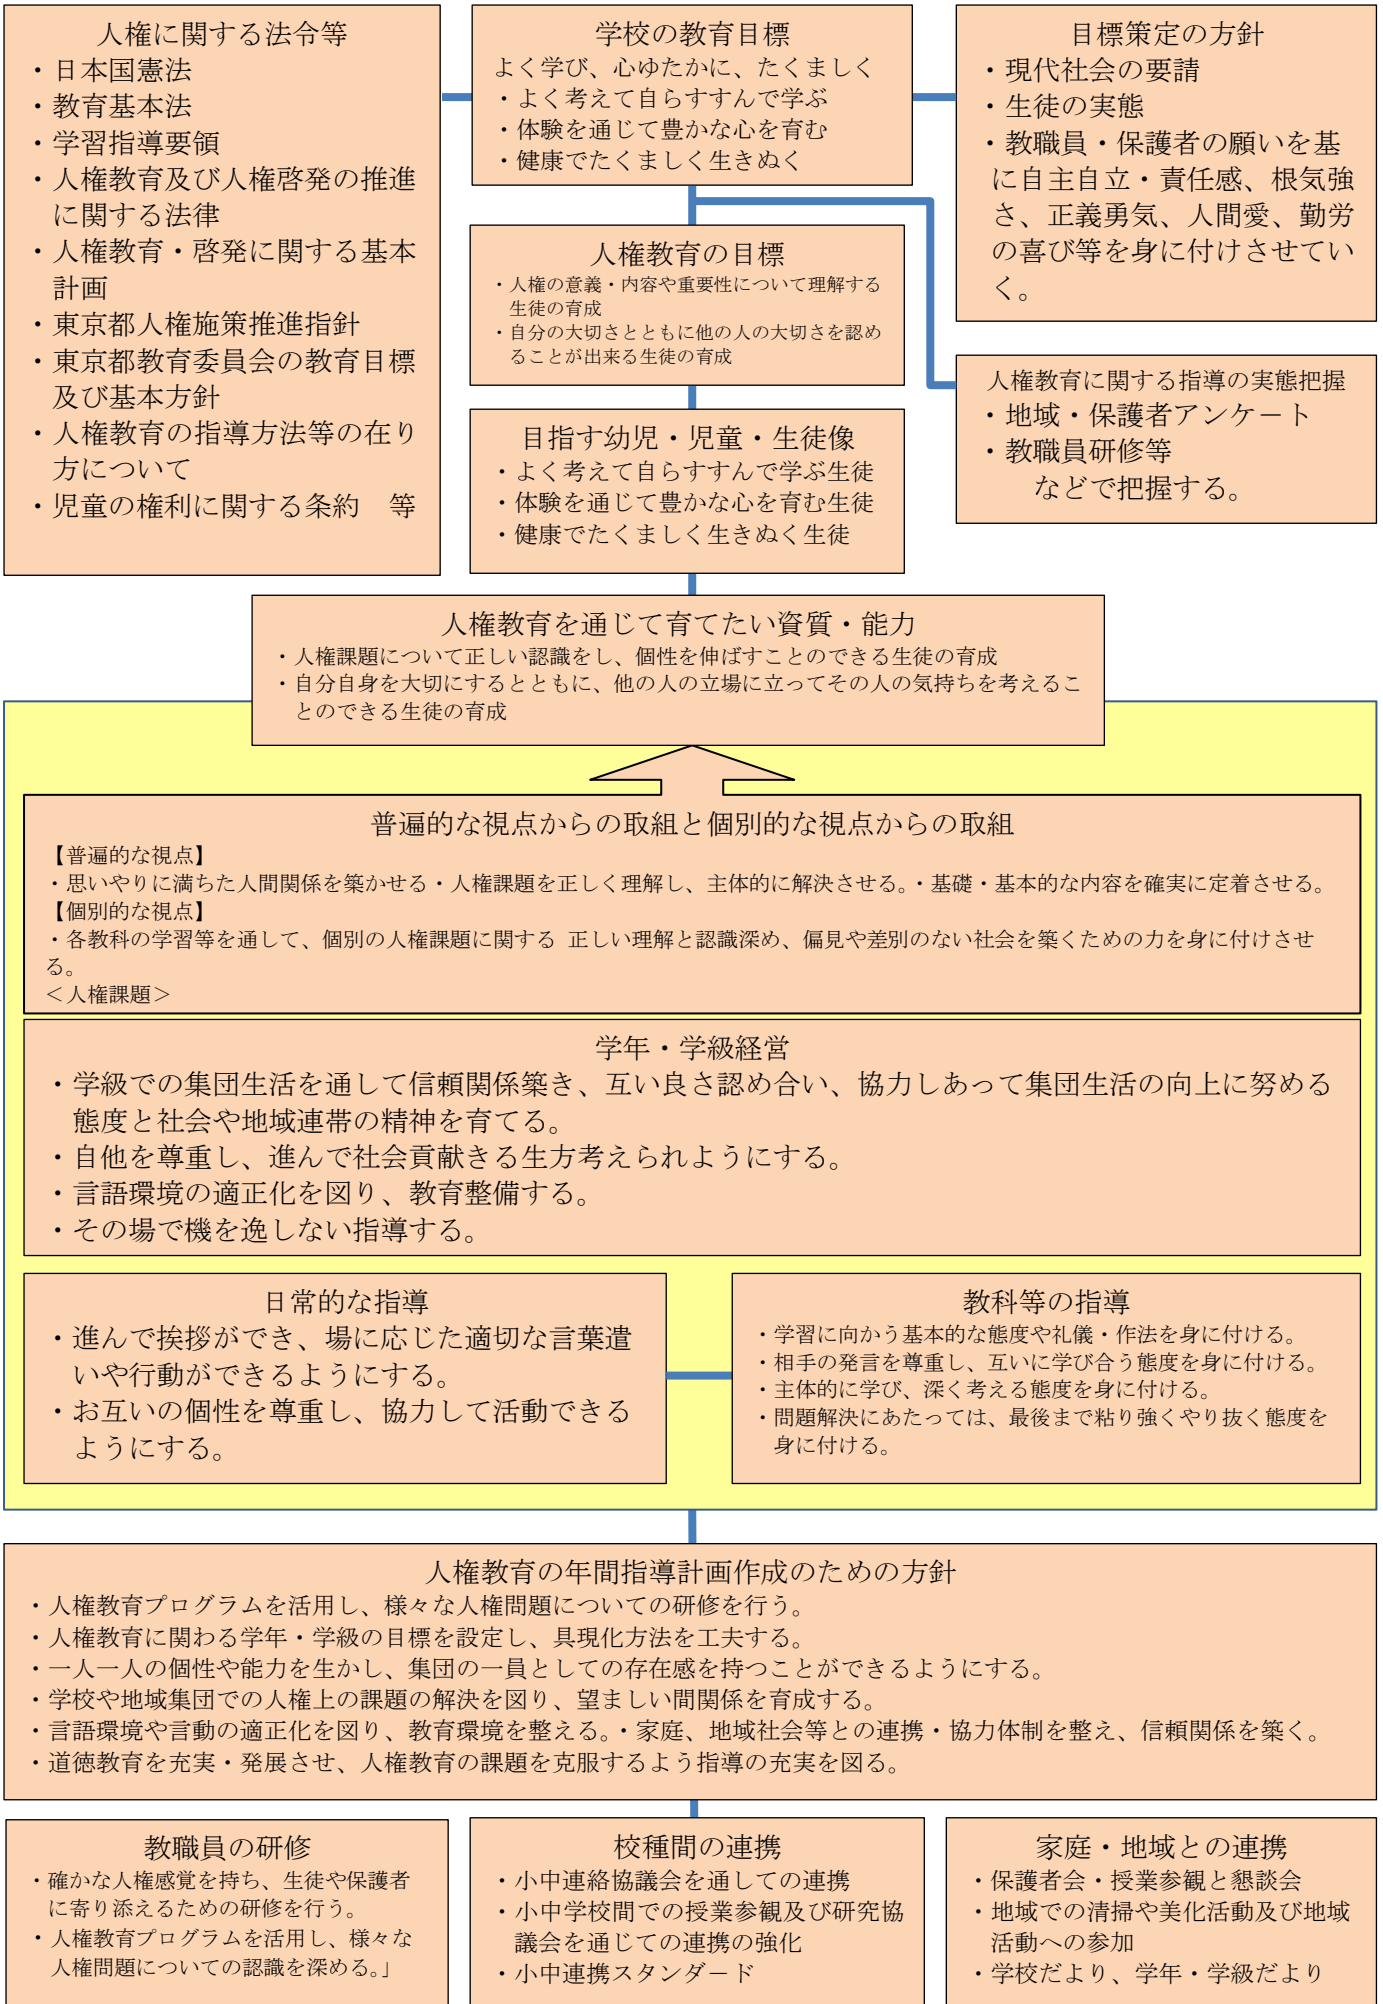 人権に関する法令等
・日本国憲法
・教育基本法
・学習指導要領
・人権教育及び人権啓発の推進
に関する法律
・人権教育・啓発に関する基本
計画
・東京都人権施策推進指針
・東京都教育委員会の教育目標
及び基本方針
・人権教育の指導方法等の在り
方について
・児童の権利に関する条約　等
学校の教育目標
よく学び、心ゆたかに、たくましく
・よく考えて自らすすんで学ぶ
・体験を通じて豊かな心を育む
・健康でたくましく生きぬく
目標策定の方針
・現代社会の要請
・生徒の実態
・教職員・保護者の願いを基
に自主自立・責任感、根気強
さ、正義勇気、人間愛、勤労
の喜び等を身に付けさせてい
く。
人権教育の目標
・人権の意義・内容や重要性について理解する
生徒の育成
・自分の大切さとともに他の人の大切さを認め
ることが出来る生徒の育成
人権教育に関する指導の実態把握
・地域・保護者アンケート
・教職員研修等
などで把握する。
目指す幼児・児童・生徒像
・よく考えて自らすすんで学ぶ生徒
・体験を通じて豊かな心を育む生徒
・健康でたくましく生きぬく生徒
人権教育を通じて育てたい資質・能力
・人権課題について正しい認識をし、個性を伸ばすことのできる生徒の育成
・自分自身を大切にするとともに、他の人の立場に立ってその人の気持ちを考えるこ
とのできる生徒の育成
普遍的な視点からの取組と個別的な視点からの取組
【普遍的な視点】
・思いやりに満ちた人間関係を築かせる・人権課題を正しく理解し、主体的に解決させる。・基礎・基本的な内容を確実に定着させる。
【個別的な視点】
・各教科の学習等を通して、個別の人権課題に関する 正しい理解と認識深め、偏見や差別のない社会を築くための力を身に付けさせ
る。
＜人権課題＞
学年・学級経営
・学級での集団生活を通して信頼関係築き、互い良さ認め合い、協力しあって集団生活の向上に努める
態度と社会や地域連帯の精神を育てる。
・自他を尊重し、進んで社会貢献きる生方考えられようにする。
・言語環境の適正化を図り、教育整備する。
・その場で機を逸しない指導する。
日常的な指導
・進んで挨拶ができ、場に応じた適切な言葉遣
いや行動ができるようにする。
・お互いの個性を尊重し、協力して活動できる
ようにする。
教科等の指導
・学習に向かう基本的な態度や礼儀・作法を身に付ける。
・相手の発言を尊重し、互いに学び合う態度を身に付ける。
・主体的に学び、深く考える態度を身に付ける。
・問題解決にあたっては、最後まで粘り強くやり抜く態度を
身に付ける。
人権教育の年間指導計画作成のための方針
・人権教育プログラムを活用し、様々な人権問題についての研修を行う。
・人権教育に関わる学年・学級の目標を設定し、具現化方法を工夫する。
・一人一人の個性や能力を生かし、集団の一員としての存在感を持つことができるようにする。
・学校や地域集団での人権上の課題の解決を図り、望ましい間関係を育成する。
・言語環境や言動の適正化を図り、教育環境を整える。・家庭、地域社会等との連携・協力体制を整え、信頼関係を築く。
・道徳教育を充実・発展させ、人権教育の課題を克服するよう指導の充実を図る。
教職員の研修
・確かな人権感覚を持ち、生徒や保護者
に寄り添えるための研修を行う。
・人権教育プログラムを活用し、様々な
人権問題についての認識を深める。」
校種間の連携
・小中連絡協議会を通しての連携
・小中学校間での授業参観及び研究協
議会を通じての連携の強化
・小中連携スタンダード
家庭・地域との連携
・保護者会・授業参観と懇談会
・地域での清掃や美化活動及び地域
活動への参加
・学校だより、学年・学級だより